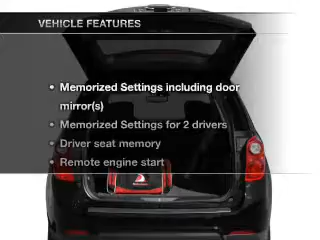 VEHICLE FEATURES
• Memorized Settings including door
mirror(s)
• Memorized Settings for 2 drivers
• Driver seat memory
• Remote engine start